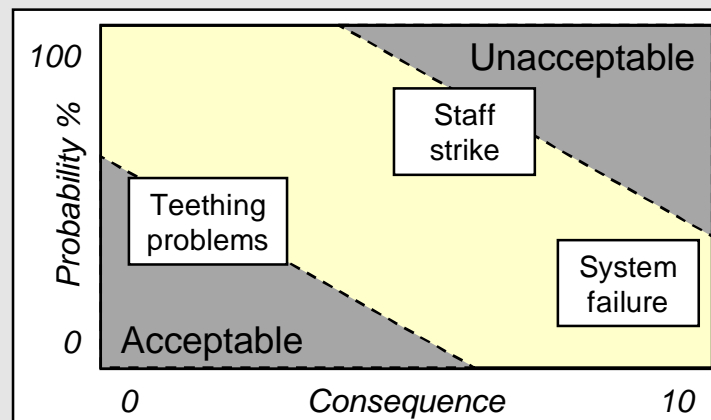 100
Unacceptable
Probability %
Staff
strike
Teething
problems
System
failure
0
Acceptable
0
Consequence
10